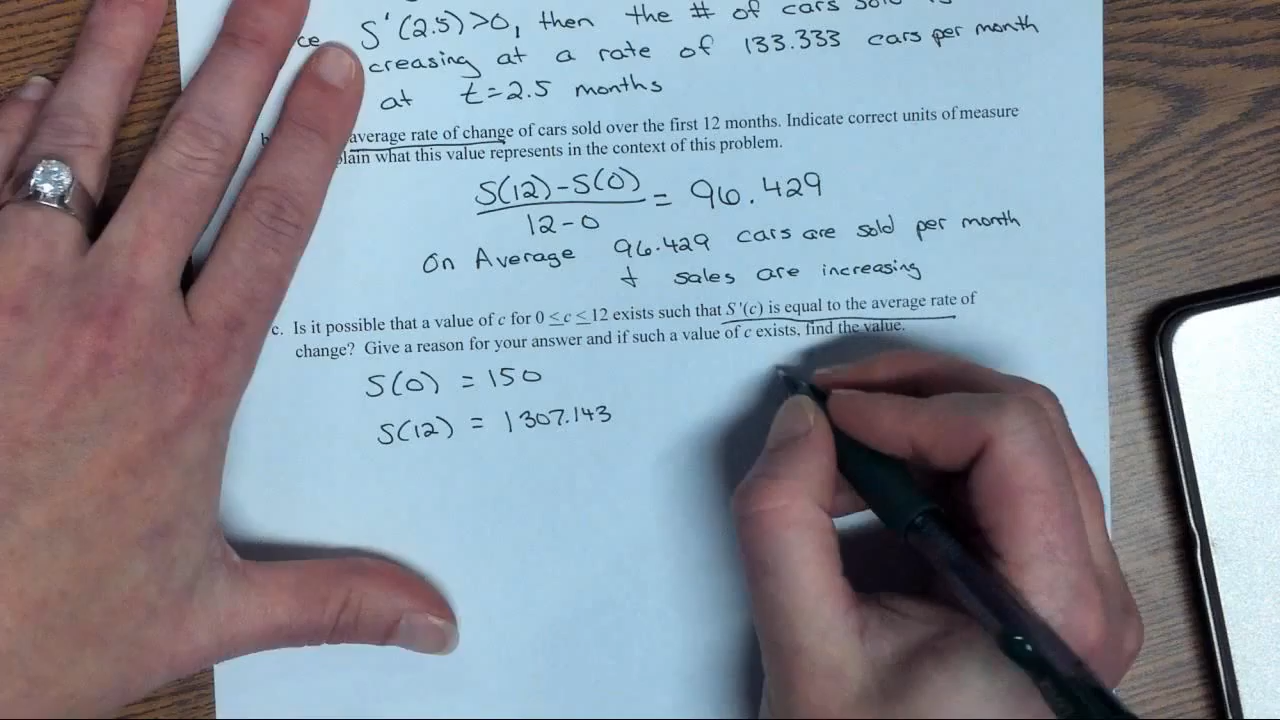 S'(2.5)>0, then the # of cars sold
ce
creasing at a rate of 133.333 cars per month
at t=2.5 months
average rate of change of cars sold over the first 12 months. Indicate correct units of measure
plain what this value represents in the context of this problem.
S(12)-S(0)
12-0
= 96.429
On Average 96.429 cars are sold per month
+ sales are increasing
c. Is it possible that a value of c for 0 ≤ c ≤ 12 exists such that S'(c) is equal to the average rate of
change? Give a reason for your answer and if such a value of c exists, find the value.
S(0) = 150
S(12) = 1307.143